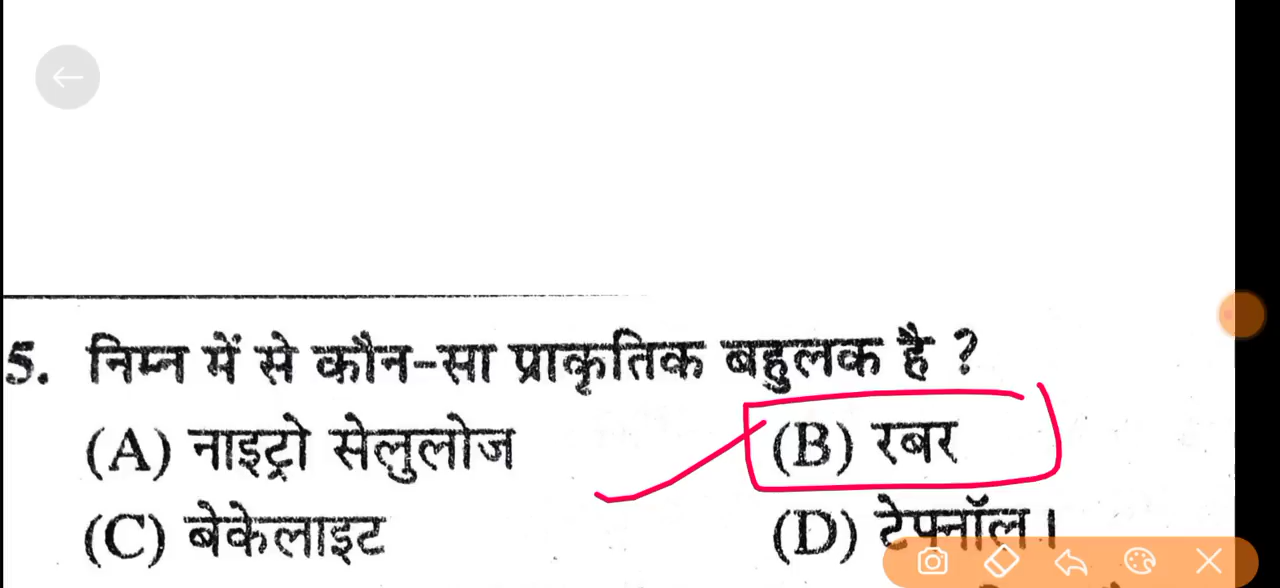 5. निम्न में से कौन-सा प्राकृतिक बहुलक है ?
(A) नाइट्रो सेलुलोज (B) रबर
(C) बेकेलाइट (D) टेफ्नॉल।